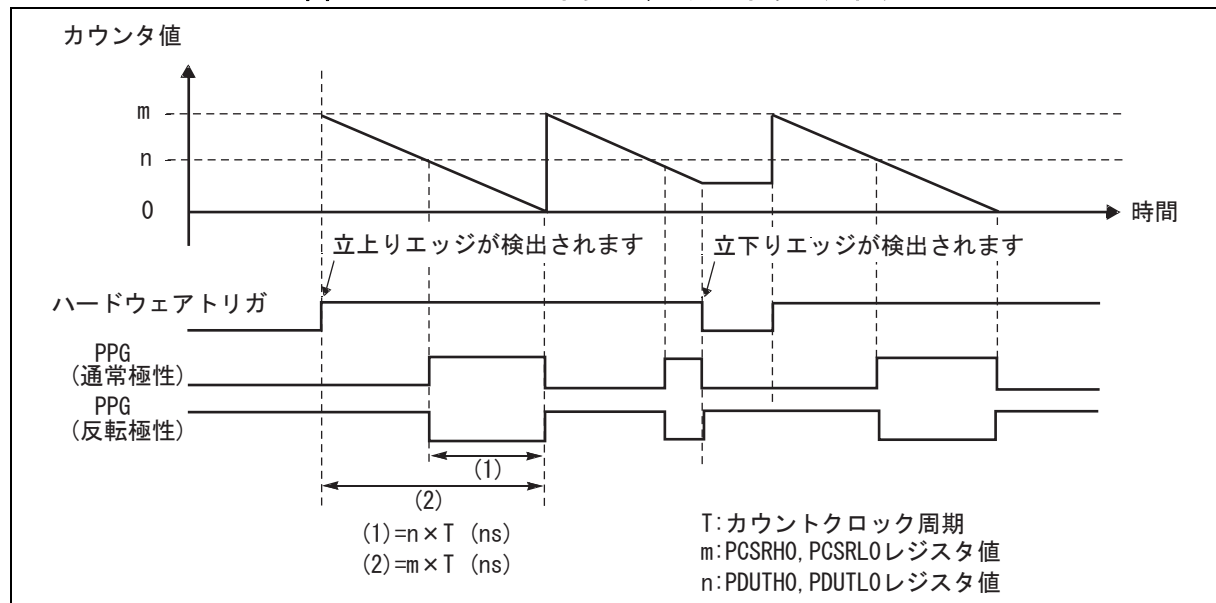 カウンタ値
m
n
0
時間
立上りエッジが検出されます
立下りエッジが検出されます
ハードウェアトリガ
PPG
(通常極性)
PPG
(反転極性)
(1)
(2)
(1)=n×T (ns)
(2)=m×T (ns)
T:カウントクロック周期
m:PCSRH0, PCSRL0レジスタ値
n:PDUTH0, PDUTL0レジスタ値